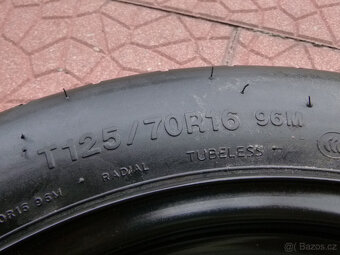 T125/70R16 96M
RADIAL TUBELESS
0R16 96M
Bazos.cz